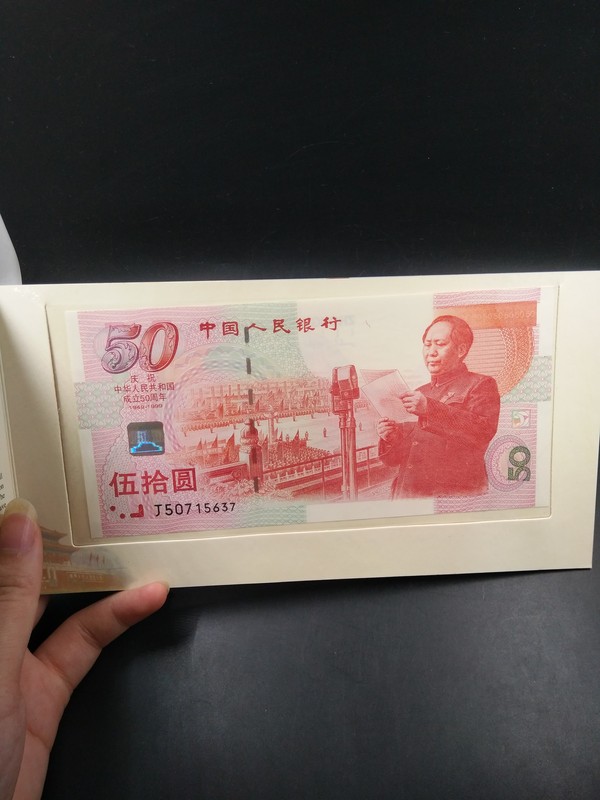 50
中国人民银行
庆祝
中华人民共和国
成立50周年
1949-1999
伍拾圆
J50715637
50